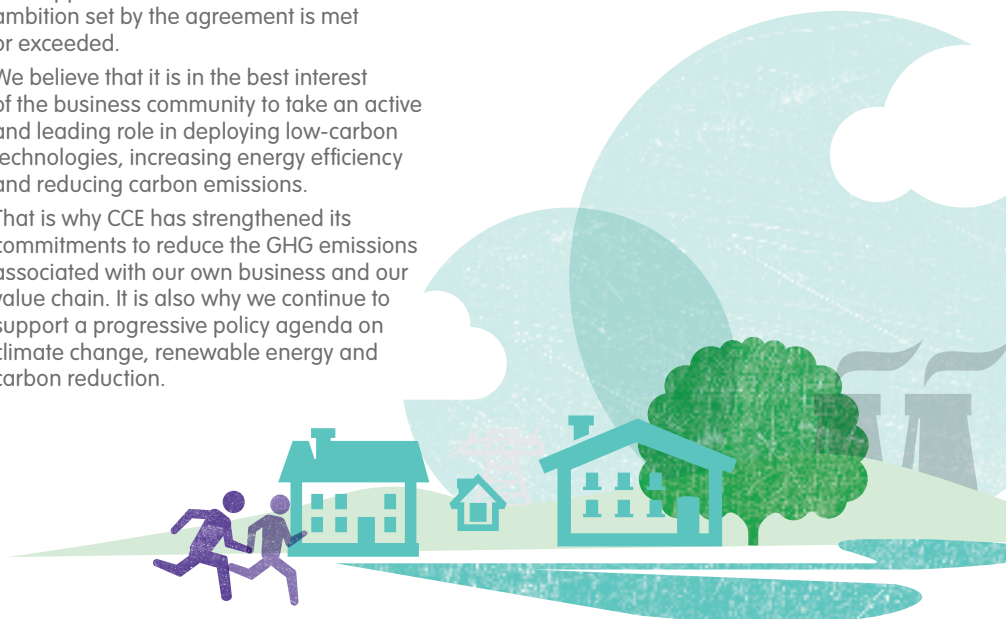 ambition set by the agreement is met
or exceeded.
We believe that it is in the best interest
of the business community to take an active
and leading role in deploying low-carbon
technologies, increasing energy efficiency
and reducing carbon emissions.
That is why CCE has strengthened its
commitments to reduce the GHG emissions
associated with our own business and our
value chain. It is also why we continue to
support a progressive policy agenda on
climate change, renewable energy and
carbon reduction.